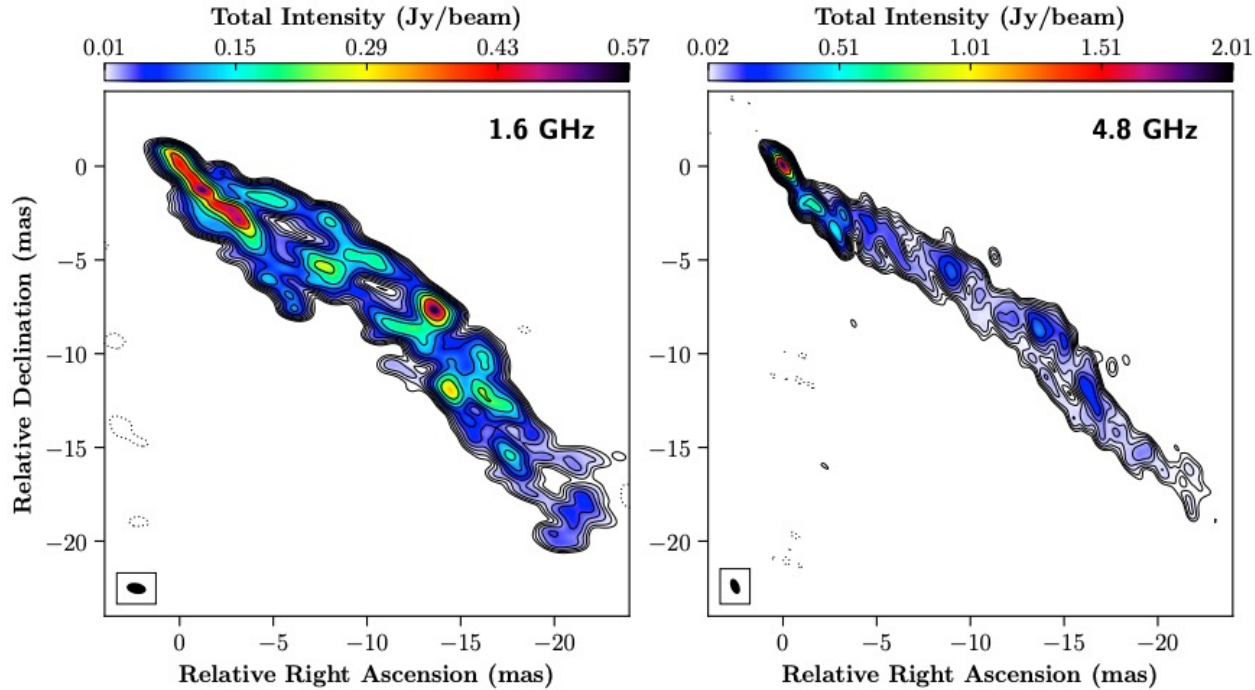 Total Intensity (Jy/beam)
0.01 0.15 0.29 0.43 0.57
1.6 GHz
0
−5
−10
−15
−20
Relative Declination (mas)
0 −5 −10 −15 −20
Relative Right Ascension (mas)
Total Intensity (Jy/beam)
0.02 0.51 1.01 1.51 2.01
4.8 GHz
0
−5
−10
−15
−20
0 −5 −10 −15 −20
Relative Right Ascension (mas)